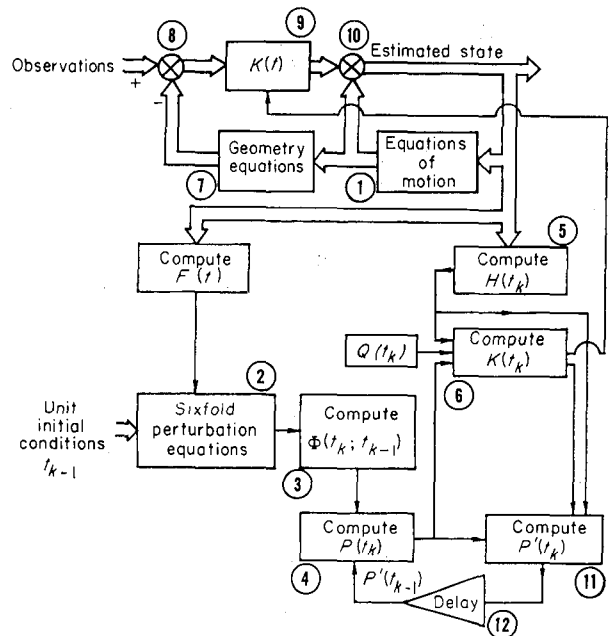 8
9
10
Observations
+
−
K(t)
Estimated state
Geometry
equations
7
1
Equations
of
motion
Compute
F(t)
5
Compute
H(t_k)
Q(t_k)
Compute
K(t_k)
6
2
Unit
initial
conditions
t_{k-1}
Sixfold
perturbation
equations
Compute
Φ(t_k; t_{k-1})
3
Compute
P(t_k)
4
P'(t_{k-1})
Delay
12
Compute
P'(t_k)
11